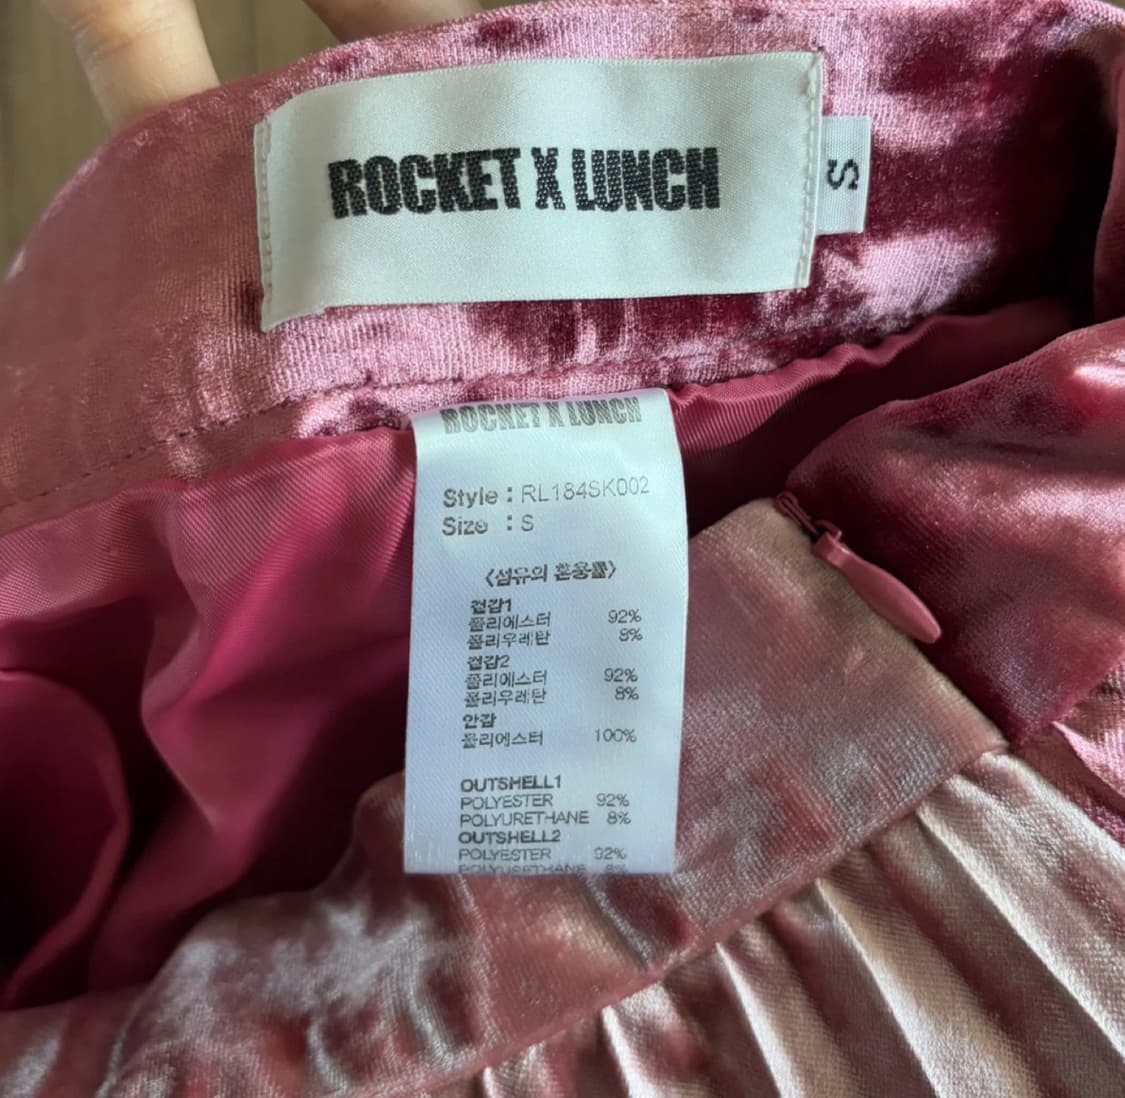 ROCKET X LUNCH
S
ROCKET X LUNCH
Style : RL184SK002
Size : S
〈섬유의 혼용률〉
겉감1
폴리에스터 92%
폴리우레탄 8%
겉감2
폴리에스터 92%
폴리우레탄 8%
안감
폴리에스터 100%
OUTSHELL1
POLYESTER 92%
POLYURETHANE 8%
OUTSHELL2
POLYESTER 92%
POLYURETHANE 8%